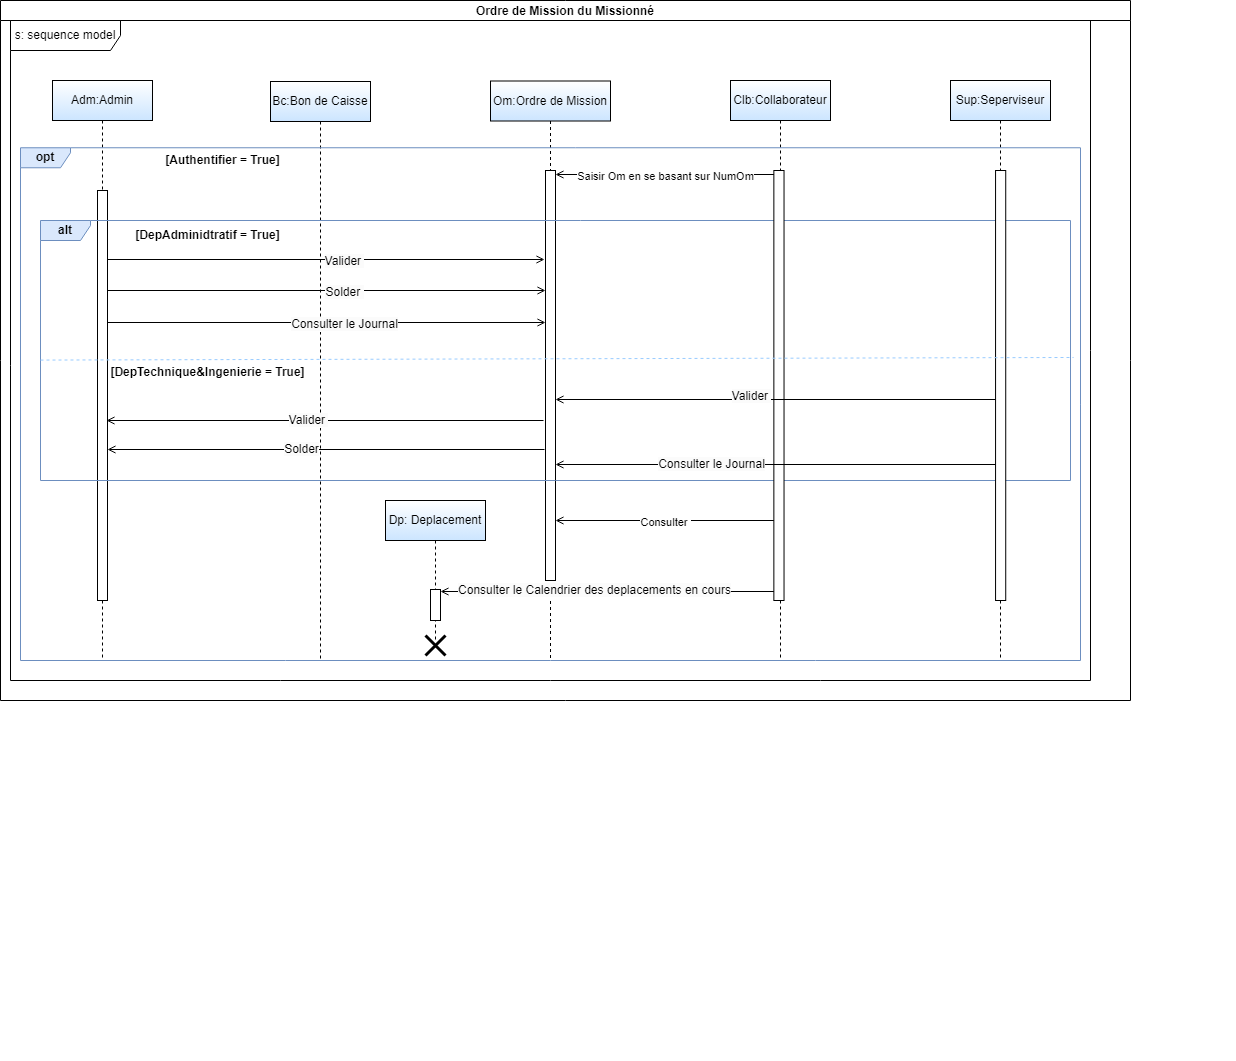 Ordre de Mission du Missionné
s: sequence model
Adm:Admin
Bc:Bon de Caisse
Om:Ordre de Mission
Clb:Collaborateur
Sup:Seperviseur
opt
[Authentifier = True]
Saisir Om en se basant sur NumOm
alt
[DepAdminidtratif = True]
Valider
Solder
Consulter le Journal
[DepTechnique&Ingenierie = True]
Valider
Valider
Solder
Consulter le Journal
Dp: Deplacement
Consulter
Consulter le Calendrier des deplacements en cours